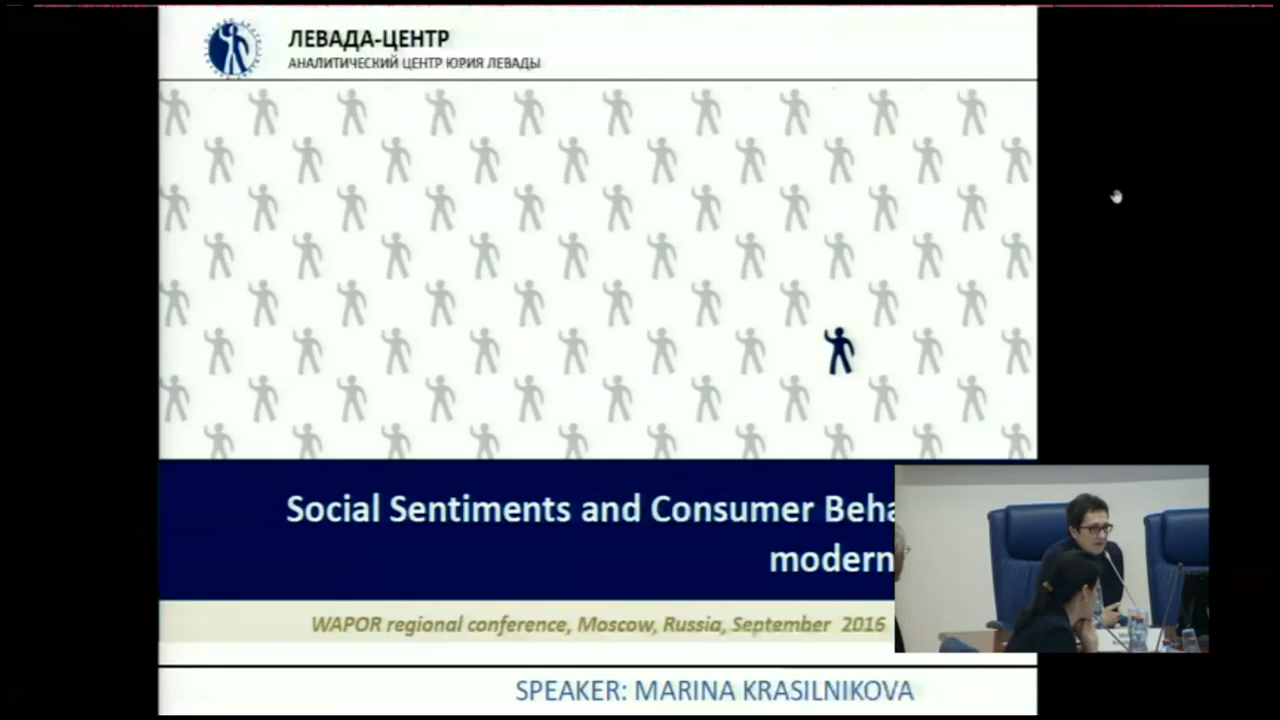 ЛЕВАДА-ЦЕНТР
АНАЛИТИЧЕСКИЙ ЦЕНТР ЮРИЯ ЛЕВАДЫ
Social Sentiments and Consumer
modern
WAPOR regional conference, Moscow, Russia, September 2016
SPEAKER: MARINA KRASILNIKOVA